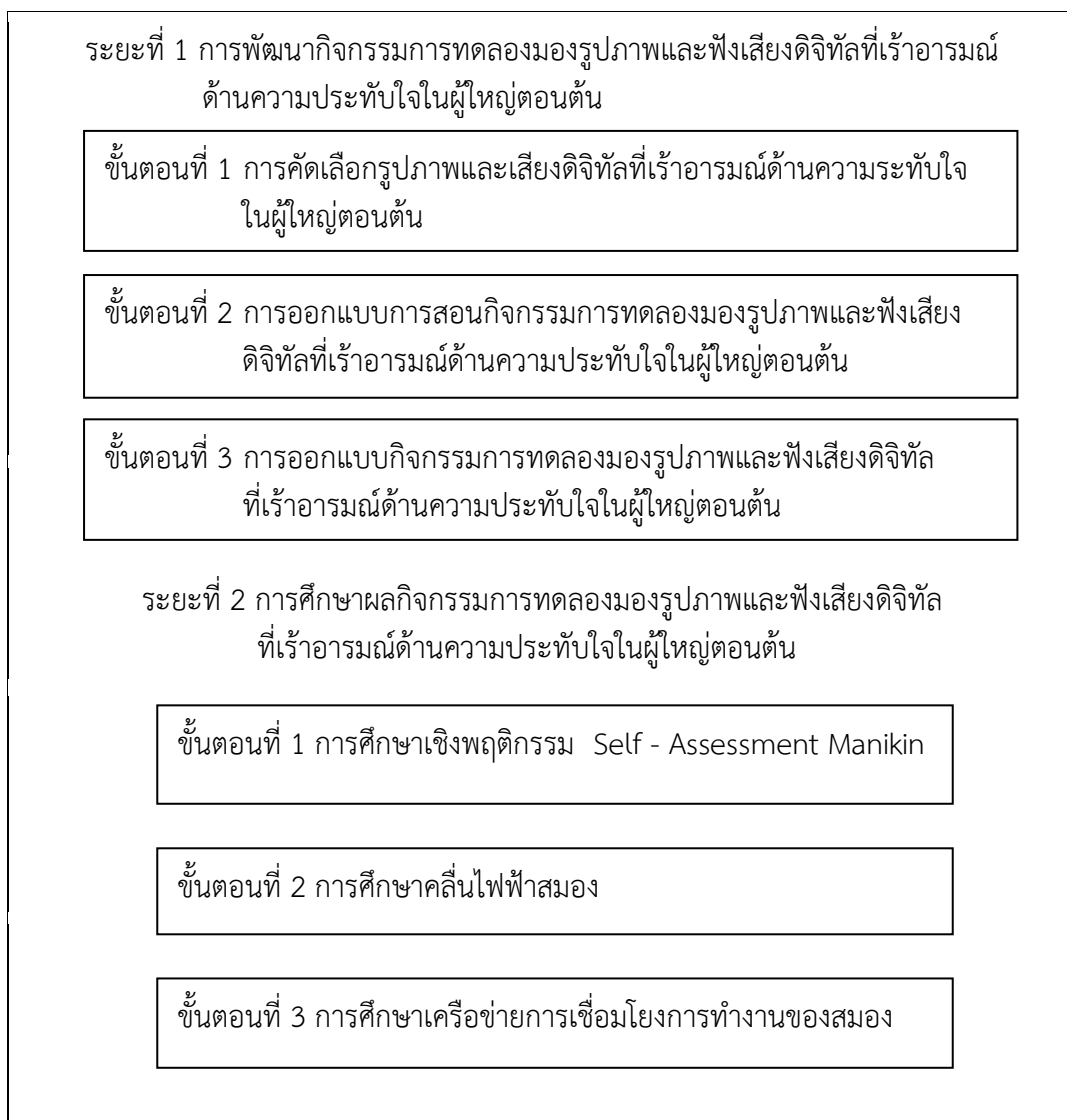 ระยะที่ 1 การพัฒนากิจกรรมการทดลองมองรูปภาพและฟังเสียงดิจิทัลที่เร้าอารมณ์
ด้านความประทับใจในผู้ใหญ่ตอนต้น
ขั้นตอนที่ 1 การคัดเลือกรูปภาพและเสียงดิจิทัลที่เร้าอารมณ์ด้านความระทับใจ
ในผู้ใหญ่ตอนต้น
ขั้นตอนที่ 2 การออกแบบการสอนกิจกรรมการทดลองมองรูปภาพและฟังเสียง
ดิจิทัลที่เร้าอารมณ์ด้านความประทับใจในผู้ใหญ่ตอนต้น
ขั้นตอนที่ 3 การออกแบบกิจกรรมการทดลองมองรูปภาพและฟังเสียงดิจิทัล
ที่เร้าอารมณ์ด้านความประทับใจในผู้ใหญ่ตอนต้น
ระยะที่ 2 การศึกษาผลกิจกรรมการทดลองมองรูปภาพและฟังเสียงดิจิทัล
ที่เร้าอารมณ์ด้านความประทับใจในผู้ใหญ่ตอนต้น
ขั้นตอนที่ 1 การศึกษาเชิงพฤติกรรม Self - Assessment Manikin
ขั้นตอนที่ 2 การศึกษาคลื่นไฟฟ้าสมอง
ขั้นตอนที่ 3 การศึกษาเครือข่ายการเชื่อมโยงการทำงานของสมอง